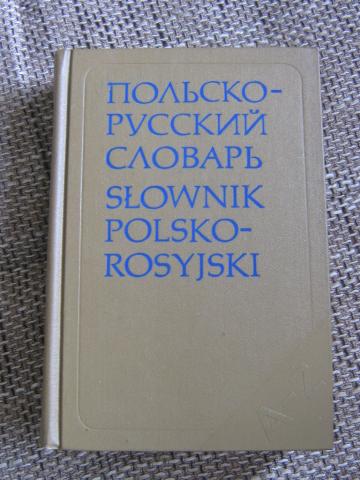 ПОЛЬСКО-
РУССКИЙ
СЛОВАРЬ
SŁOWNIK
POLSKO-
ROSYJSKI
A-Z